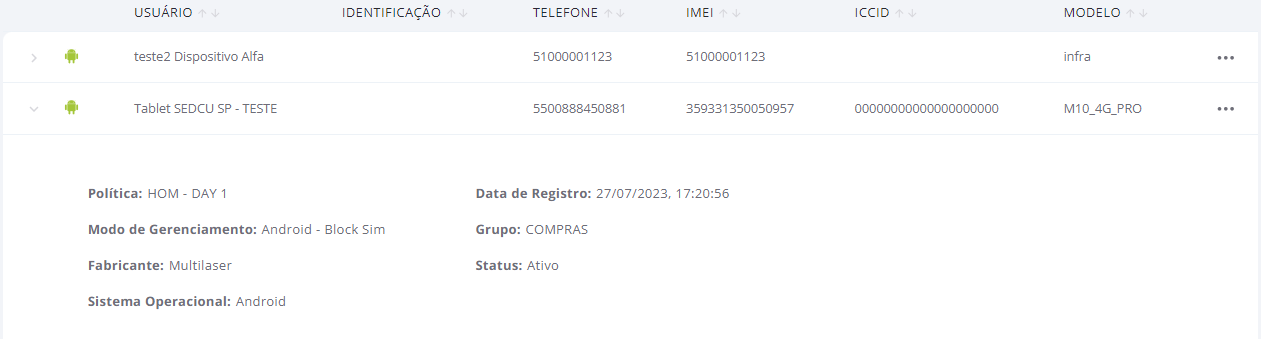 USUÁRIO IDENTIFICAÇÃO TELEFONE IMEI ICCID MODELO
teste2 Dispositivo Alfa 51000001123 51000001123 infra
Tablet SEDCU SP - TESTE 5500888450881 359331350050957 00000000000000000000 M10_4G_PRO
Política: HOM - DAY 1 Data de Registro: 27/07/2023, 17:20:56
Modo de Gerenciamento: Android - Block Sim Grupo: COMPRAS
Fabricante: Multilaser Status: Ativo
Sistema Operacional: Android